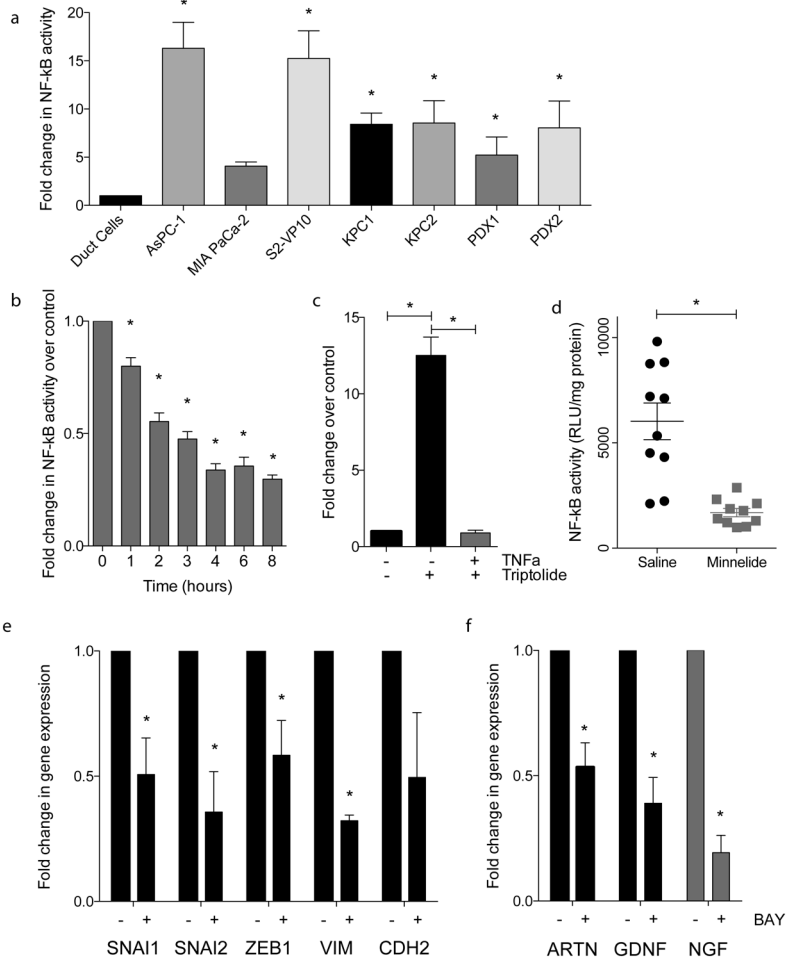 a
Fold change in NF-kB activity
20
15
10
5
0
* * * * * *
Duct Cells
AsPC-1
MIA PaCa-2
S2-VP10
KPC1
KPC2
PDX1
PDX2
b
Fold change in NF-kB activity over control
1.0
0.5
0.0
* * * * * *
0 1 2 3 4 6 8
Time (hours)
c
Fold change over control
15
10
5
0
* *
- - + TNFa
- + + Triptolide
d
NF-kB activity (RLU/mg protein)
10000
5000
0
*
Saline Minnelide
e
Fold change in gene expression
1.0
0.5
0.0
* * * *
- + - + - + - + - +
SNAI1 SNAI2 ZEB1 VIM CDH2
f
Fold change in gene expression
1.0
0.5
0.0
* * *
- + - + - + BAY
ARTN GDNF NGF